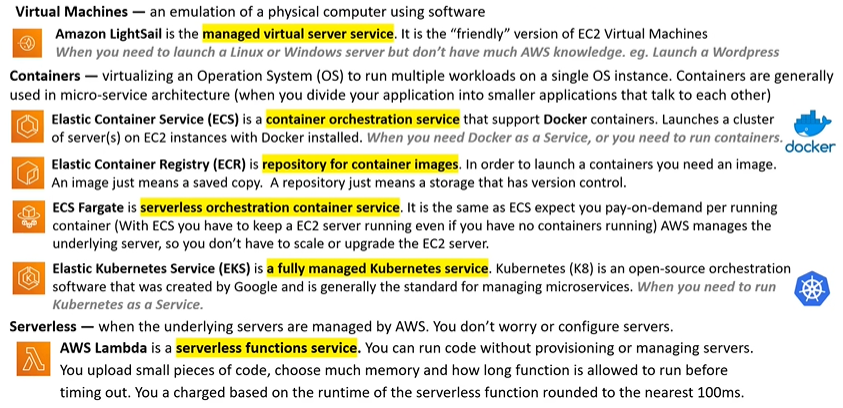 Virtual Machines — an emulation of a physical computer using software
Amazon LightSail is the managed virtual server service. It is the “friendly” version of EC2 Virtual Machines
When you need to launch a Linux or Windows server but don’t have much AWS knowledge. eg. Launch a Wordpress
Containers — virtualizing an Operation System (OS) to run multiple workloads on a single OS instance. Containers are generally
used in micro-service architecture (when you divide your application into smaller applications that talk to each other)
Elastic Container Service (ECS) is a container orchestration service that support Docker containers. Launches a cluster
of server(s) on EC2 instances with Docker installed. When you need Docker as a Service, or you need to run containers.
docker
Elastic Container Registry (ECR) is repository for container images. In order to launch a containers you need an image.
An image just means a saved copy. A repository just means a storage that has version control.
ECS Fargate is serverless orchestration container service. It is the same as ECS expect you pay-on-demand per running
container (With ECS you have to keep a EC2 server running even if you have no containers running) AWS manages the
underlying server, so you don’t have to scale or upgrade the EC2 server.
Elastic Kubernetes Service (EKS) is a fully managed Kubernetes service. Kubernetes (K8) is an open-source orchestration
software that was created by Google and is generally the standard for managing microservices. When you need to run
Kubernetes as a Service.
Serverless — when the underlying servers are managed by AWS. You don’t worry or configure servers.
AWS Lambda is a serverless functions service. You can run code without provisioning or managing servers.
You upload small pieces of code, choose much memory and how long function is allowed to run before
timing out. You a charged based on the runtime of the serverless function rounded to the nearest 100ms.